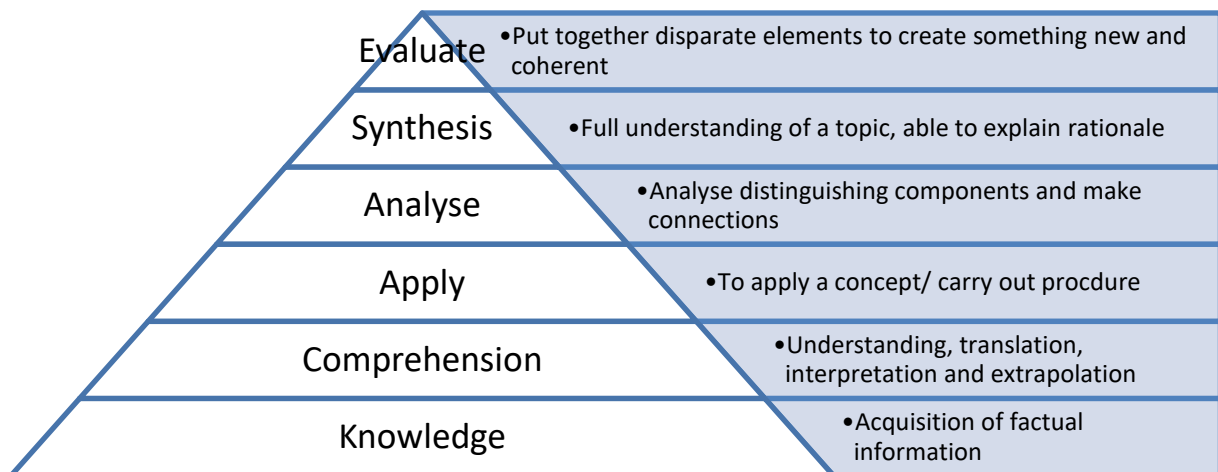 Evaluate
•Put together disparate elements to create something new and
coherent
Synthesis
•Full understanding of a topic, able to explain rationale
Analyse
•Analyse distinguishing components and make
connections
Apply
•To apply a concept/ carry out procdure
Comprehension
•Understanding, translation,
interpretation and extrapolation
Knowledge
•Acquisition of factual
information